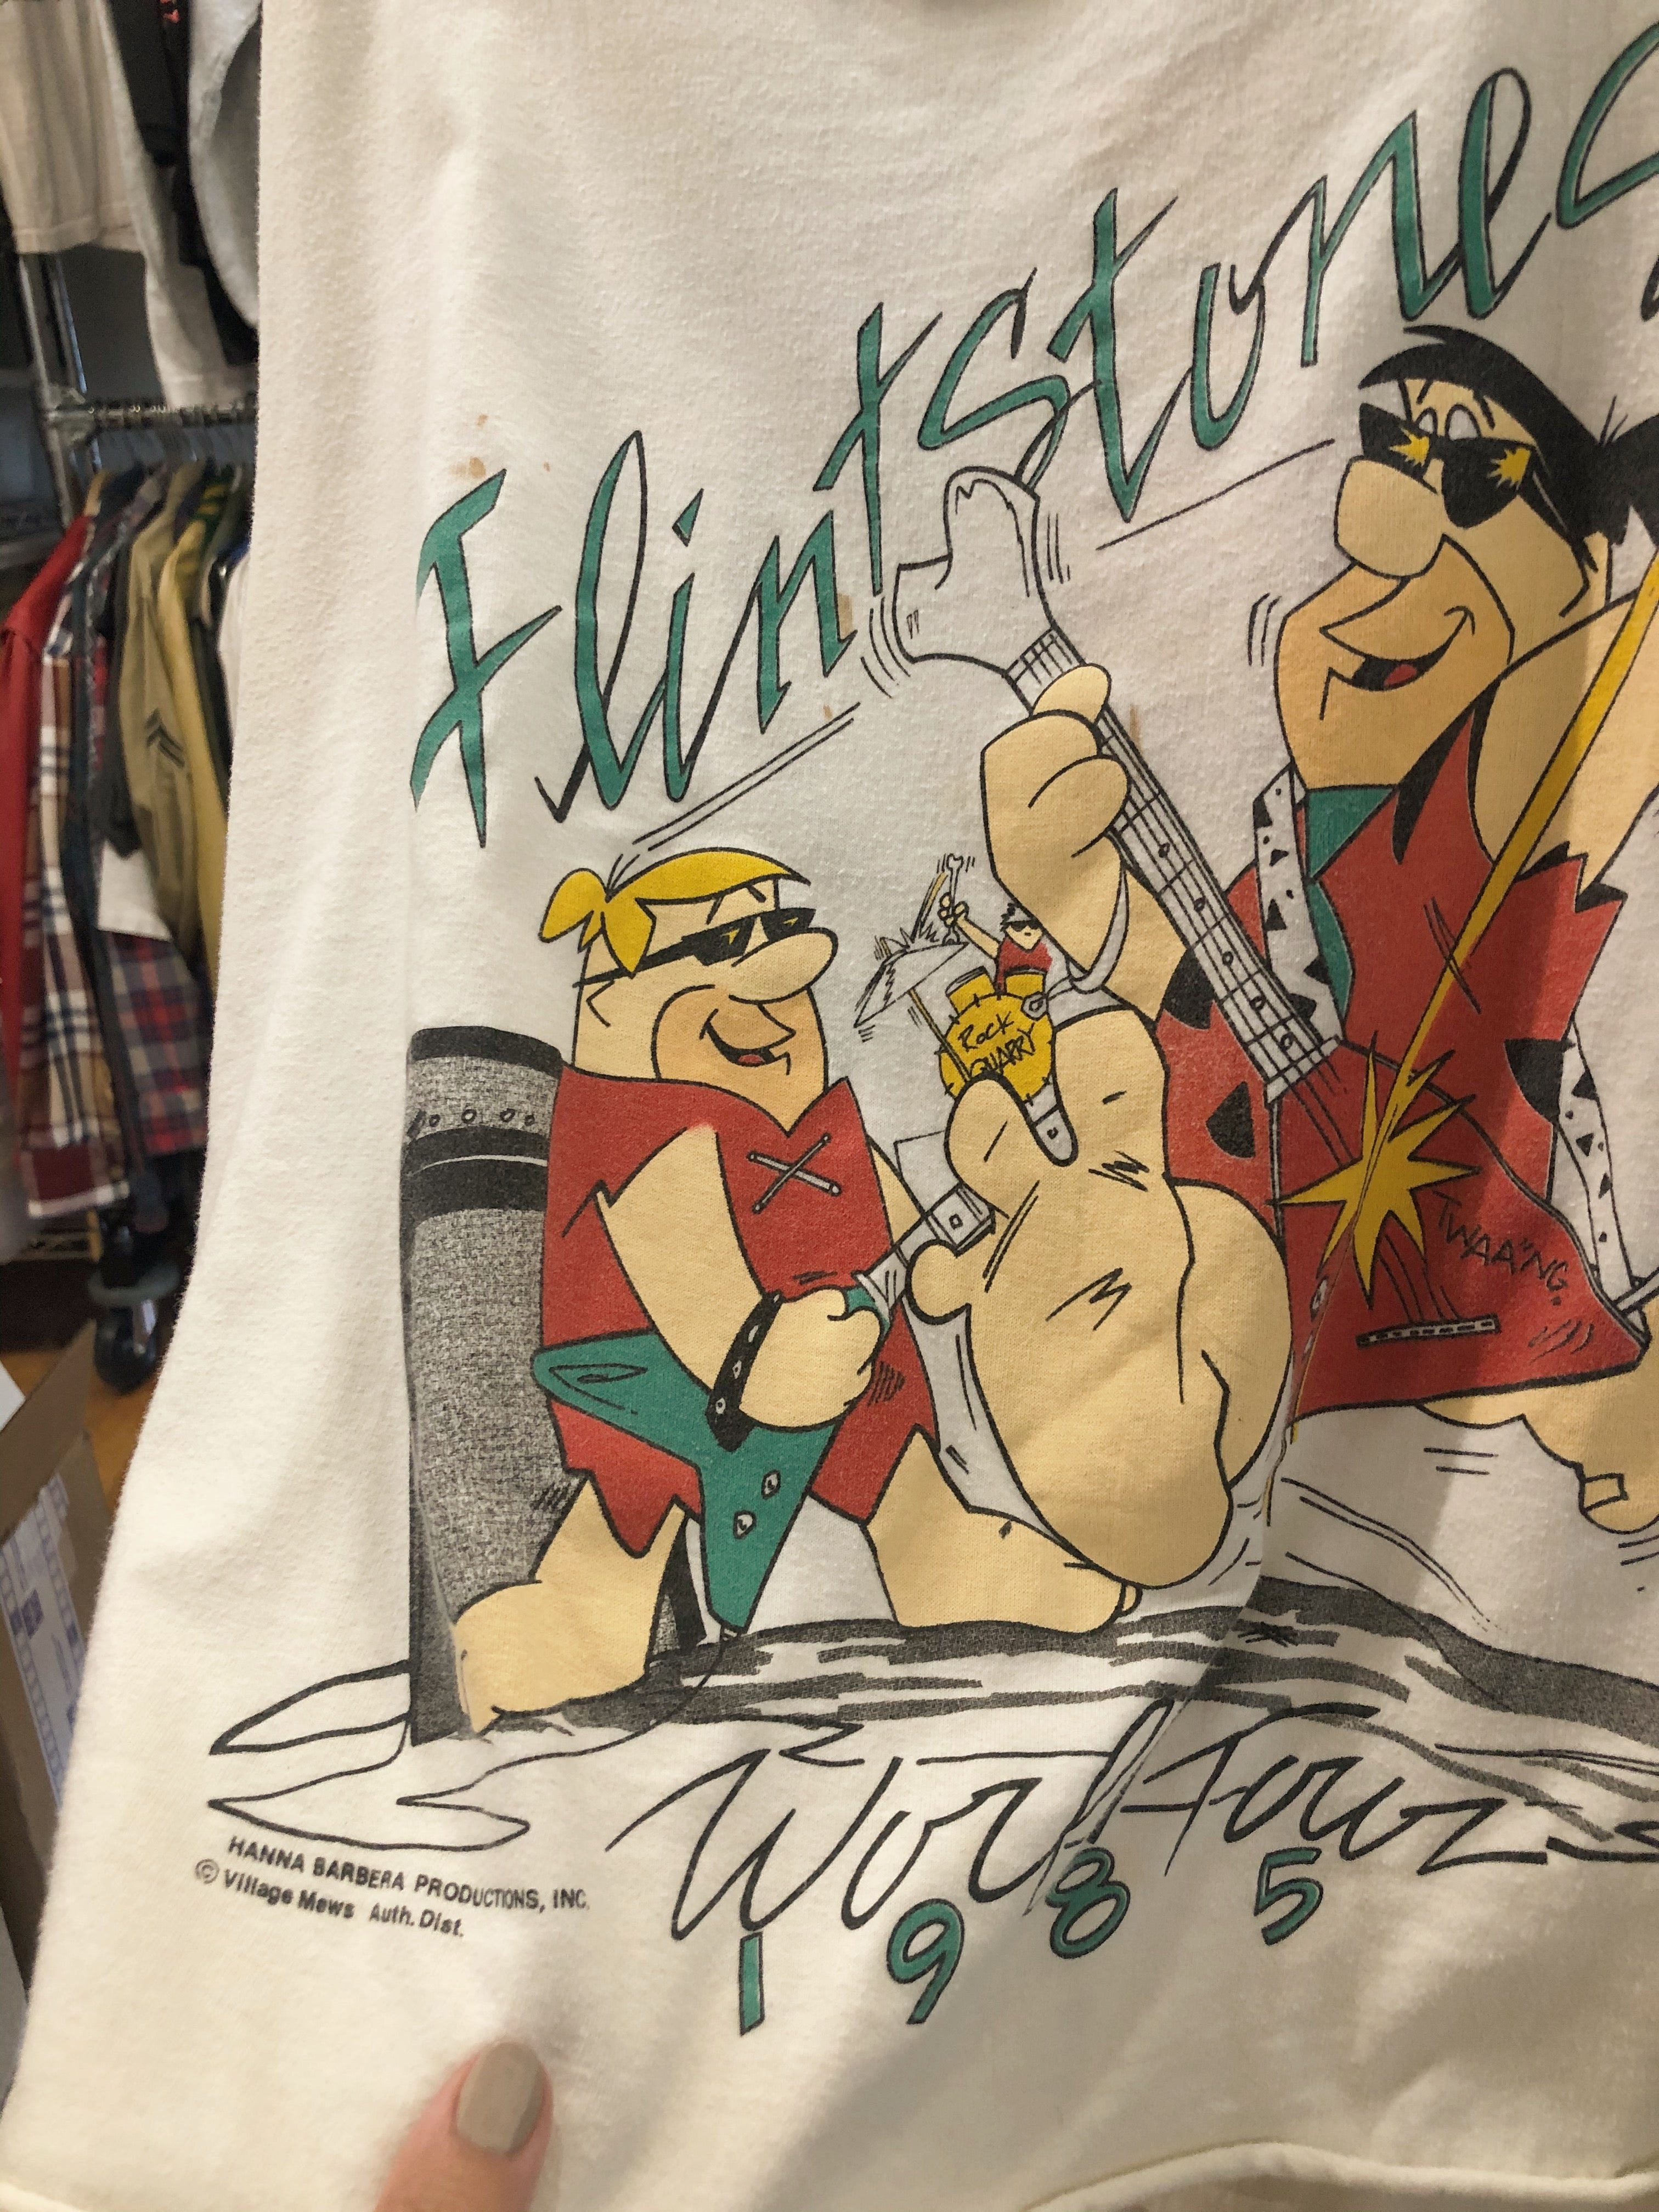 Flintstones
Rock
QUARRY
TWAA"NG.
World Tour
1985
HANNA BARBERA PRODUCTIONS, INC.
© Village Mews Auth. Dist.